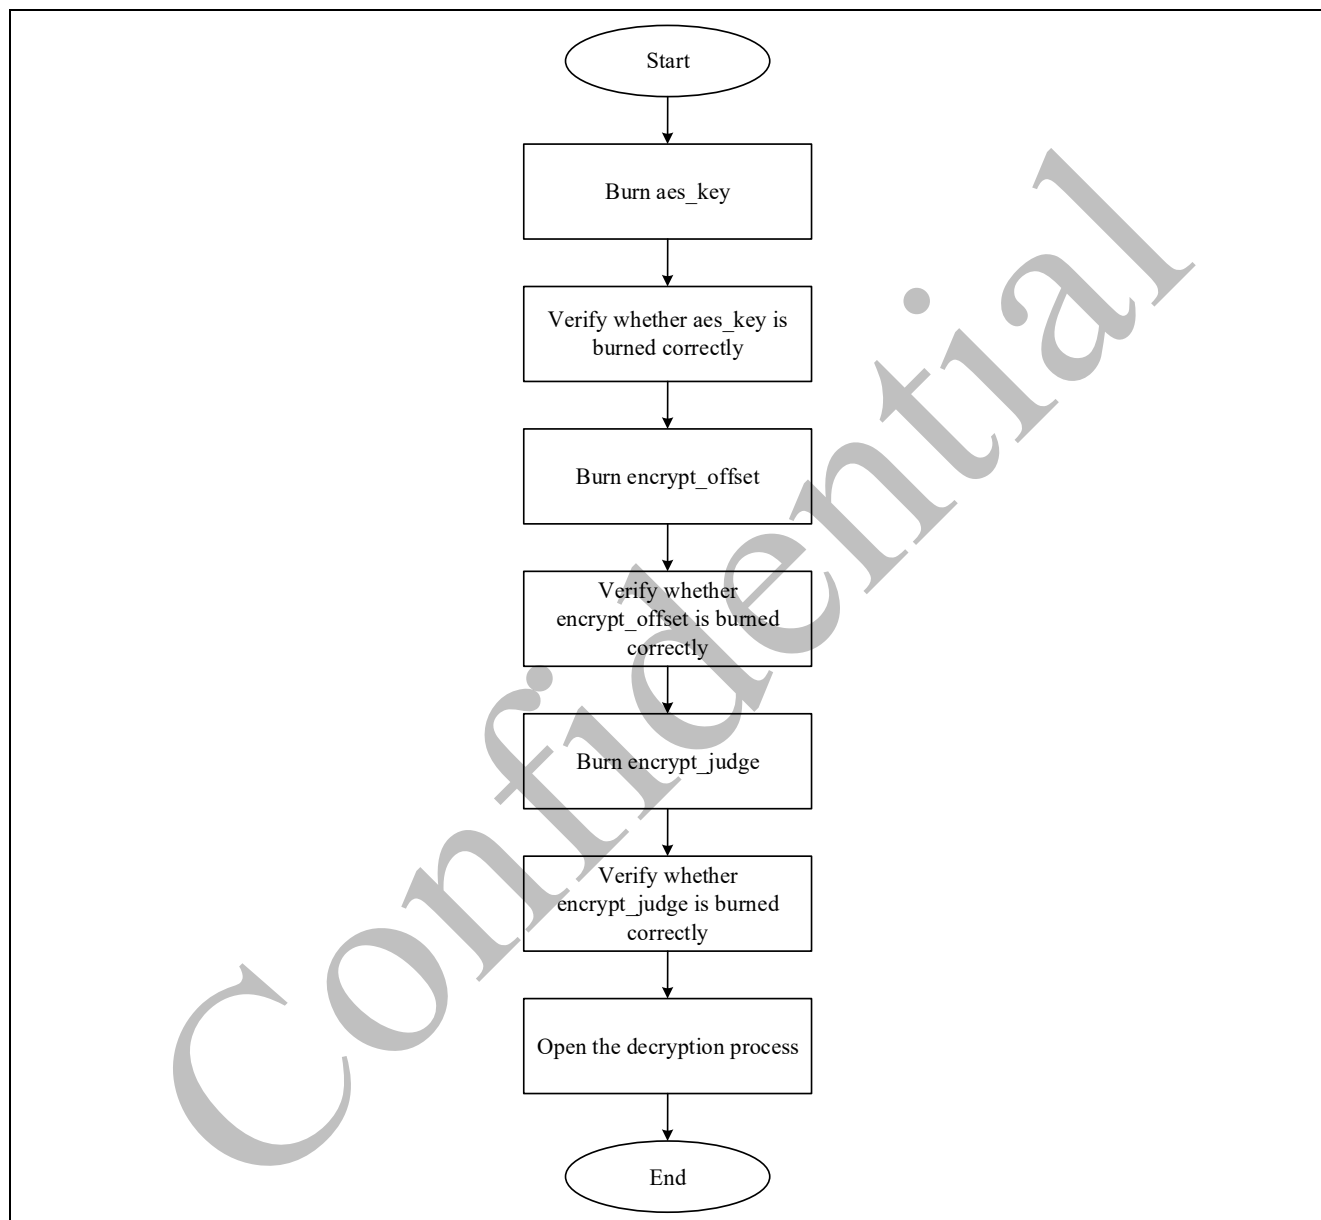 Start
Burn aes_key
Verify whether aes_key is
burned correctly
Burn encrypt_offset
Verify whether
encrypt_offset is burned
correctly
Burn encrypt_judge
Verify whether
encrypt_judge is burned
correctly
Open the decryption process
End
Confidential